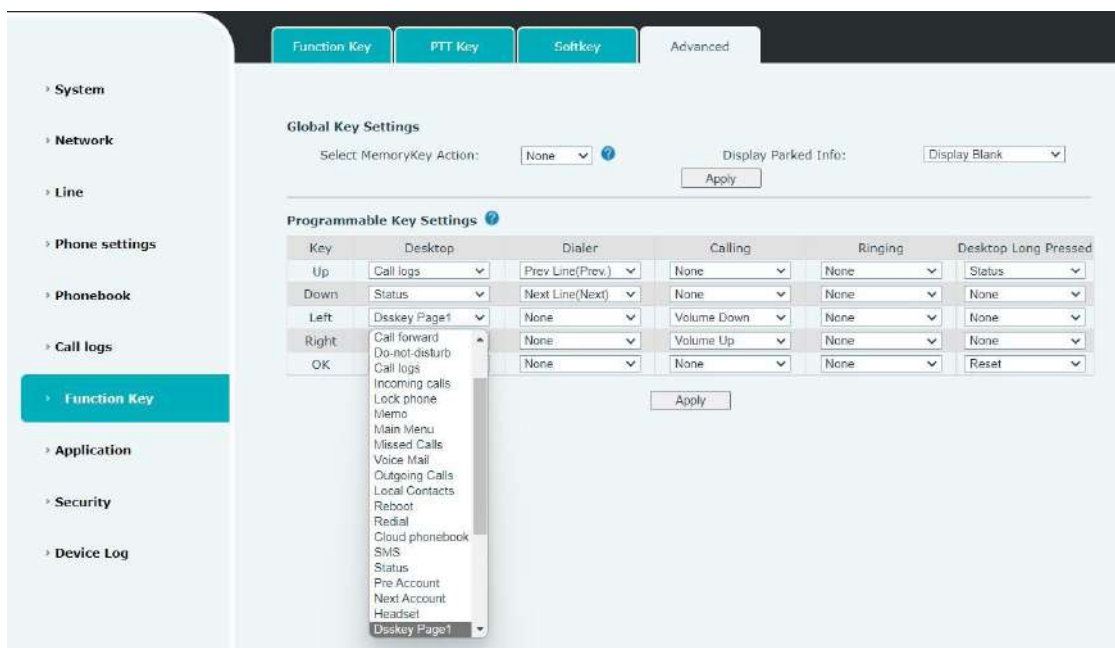 Function Key PTT Key Softkey Advanced
System
Network
Line
Phone settings
Phonebook
Call logs
Function Key
Application
Security
Device Log
Global Key Settings
Select MemoryKey Action: None Display Parked Info: Display Blank
Apply
Programmable Key Settings
Key Desktop Dialer Calling Ringing Desktop Long Pressed
Up Call logs Prev Line(Prev.) None None Status
Down Status Next Line(Next) None None None
Left Dsskey Page1 None Volume Down None None
Right None Volume Up None None
OK None None None Reset
Call forward
Do-not-disturb
Call logs
Incoming calls
Lock phone
Memo
Main Menu
Missed Calls
Voice Mail
Outgoing Calls
Local Contacts
Reboot
Redial
Cloud phonebook
SMS
Status
Pre Account
Next Account
Headset
Dsskey Page1
Apply